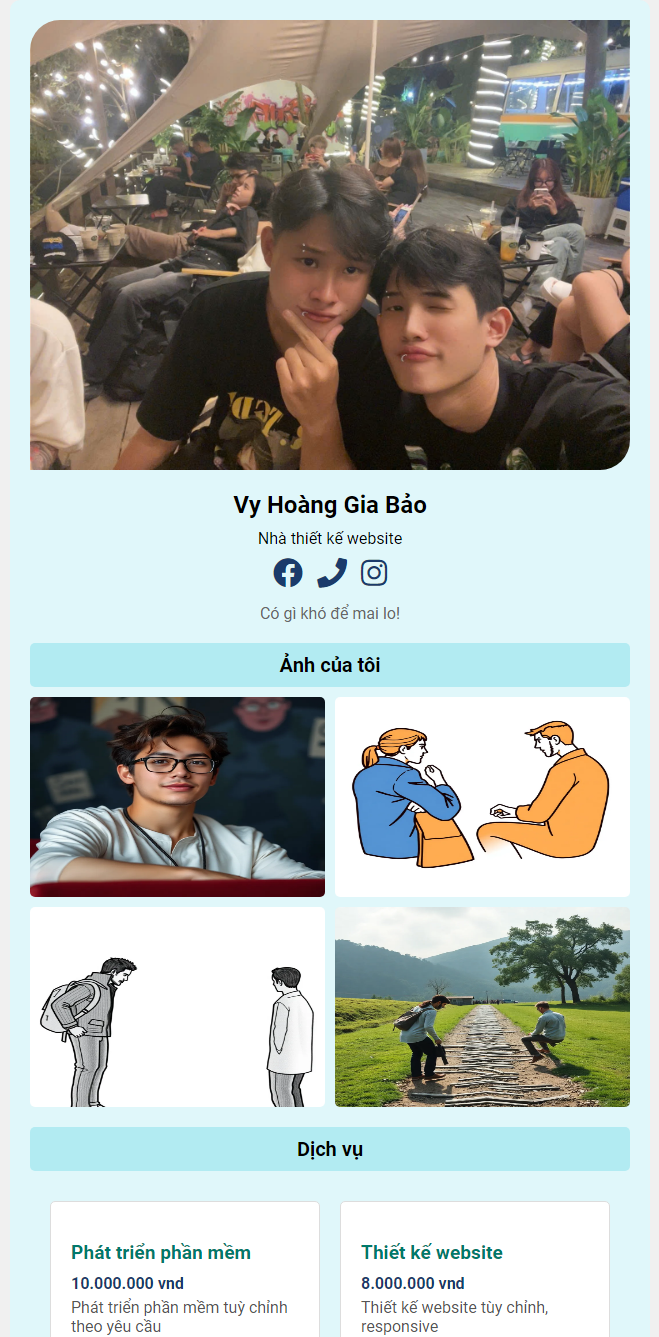 Vy Hoàng Gia Bảo
Nhà thiết kế website
Có gì khó để mai lo!
Ảnh của tôi
Dịch vụ
Phát triển phần mềm
10.000.000 vnd
Phát triển phần mềm tuỳ chỉnh
theo yêu cầu
Thiết kế website
8.000.000 vnd
Thiết kế website tùy chỉnh,
responsive